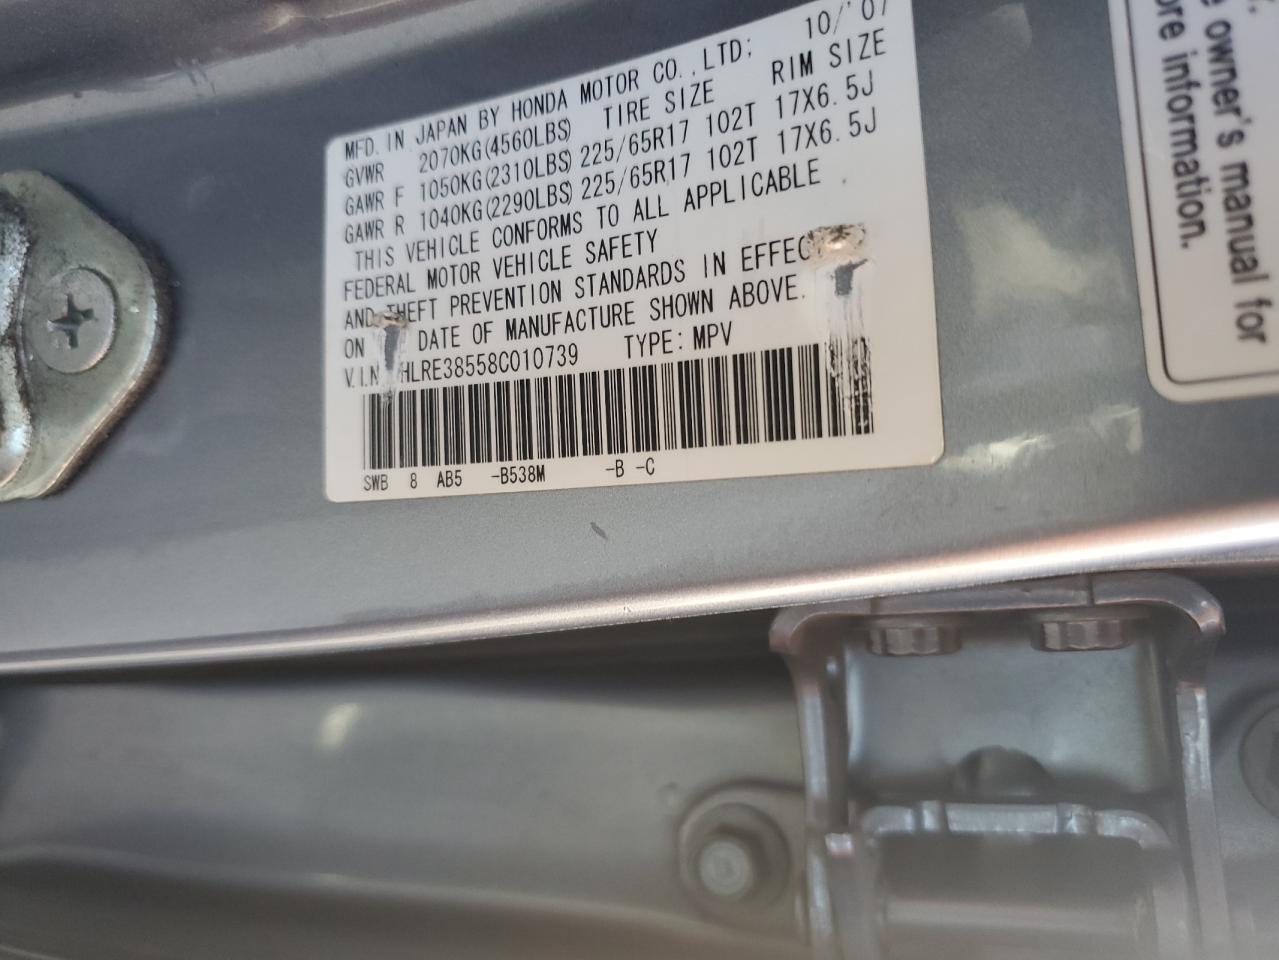 MFD. IN JAPAN BY HONDA MOTOR CO.,LTD; 10/'07
GVWR 2070KG(4560LBS) TIRE SIZE RIM SIZE
GAWR F 1050KG(2310LBS) 225/65R17 102T 17X6.5J
GAWR R 1040KG(2290LBS) 225/65R17 102T 17X6.5J
THIS VEHICLE CONFORMS TO ALL APPLICABLE
FEDERAL MOTOR VEHICLE SAFETY
AND THEFT PREVENTION STANDARDS IN EFFECT
ON DATE OF MANUFACTURE SHOWN ABOVE.
V.I.N HLRE38558C010739 TYPE: MPV
SWB 8 AB5 -B538M -B -C
owner's manual for
information.